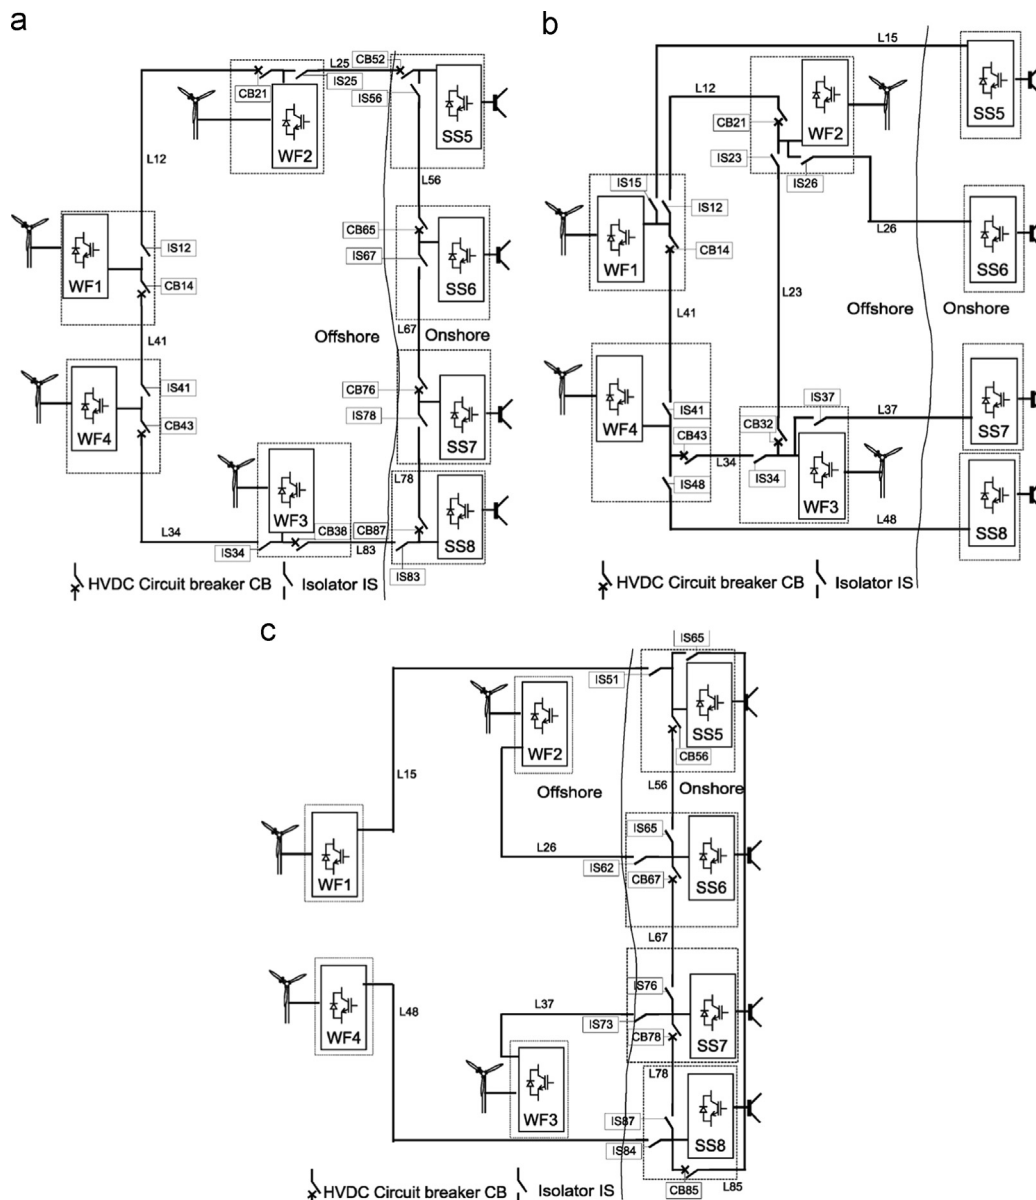 a
CB52
L25
CB21
IS25
IS56
WF2
SS5
L12
L56
CB65
IS12
IS67
WF1
CB14
SS6
Offshore
L67
Onshore
L41
IS41
CB76
IS78
WF4
CB43
SS7
L78
WF3
CB38
CB87
L34
IS34
L83
SS8
IS83
HVDC Circuit breaker CB
Isolator IS
b
L15
L12
CB21
WF2
SS5
IS23
IS26
IS15
IS12
L26
WF1
CB14
SS6
L23
Offshore
Onshore
L41
IS37
L37
IS41
CB32
WF4
CB43
SS7
L34
IS48
IS34
WF3
L48
SS8
HVDC Circuit breaker CB
Isolator IS
c
IS65
IS51
WF2
SS5
CB56
L15
L56
Offshore
Onshore
IS65
L26
IS62
CB67
SS6
WF1
L67
IS76
L37
IS73
CB78
SS7
L48
WF4
L78
WF3
IS87
SS8
IS84
CB85
L85
HVDC Circuit breaker CB
Isolator IS